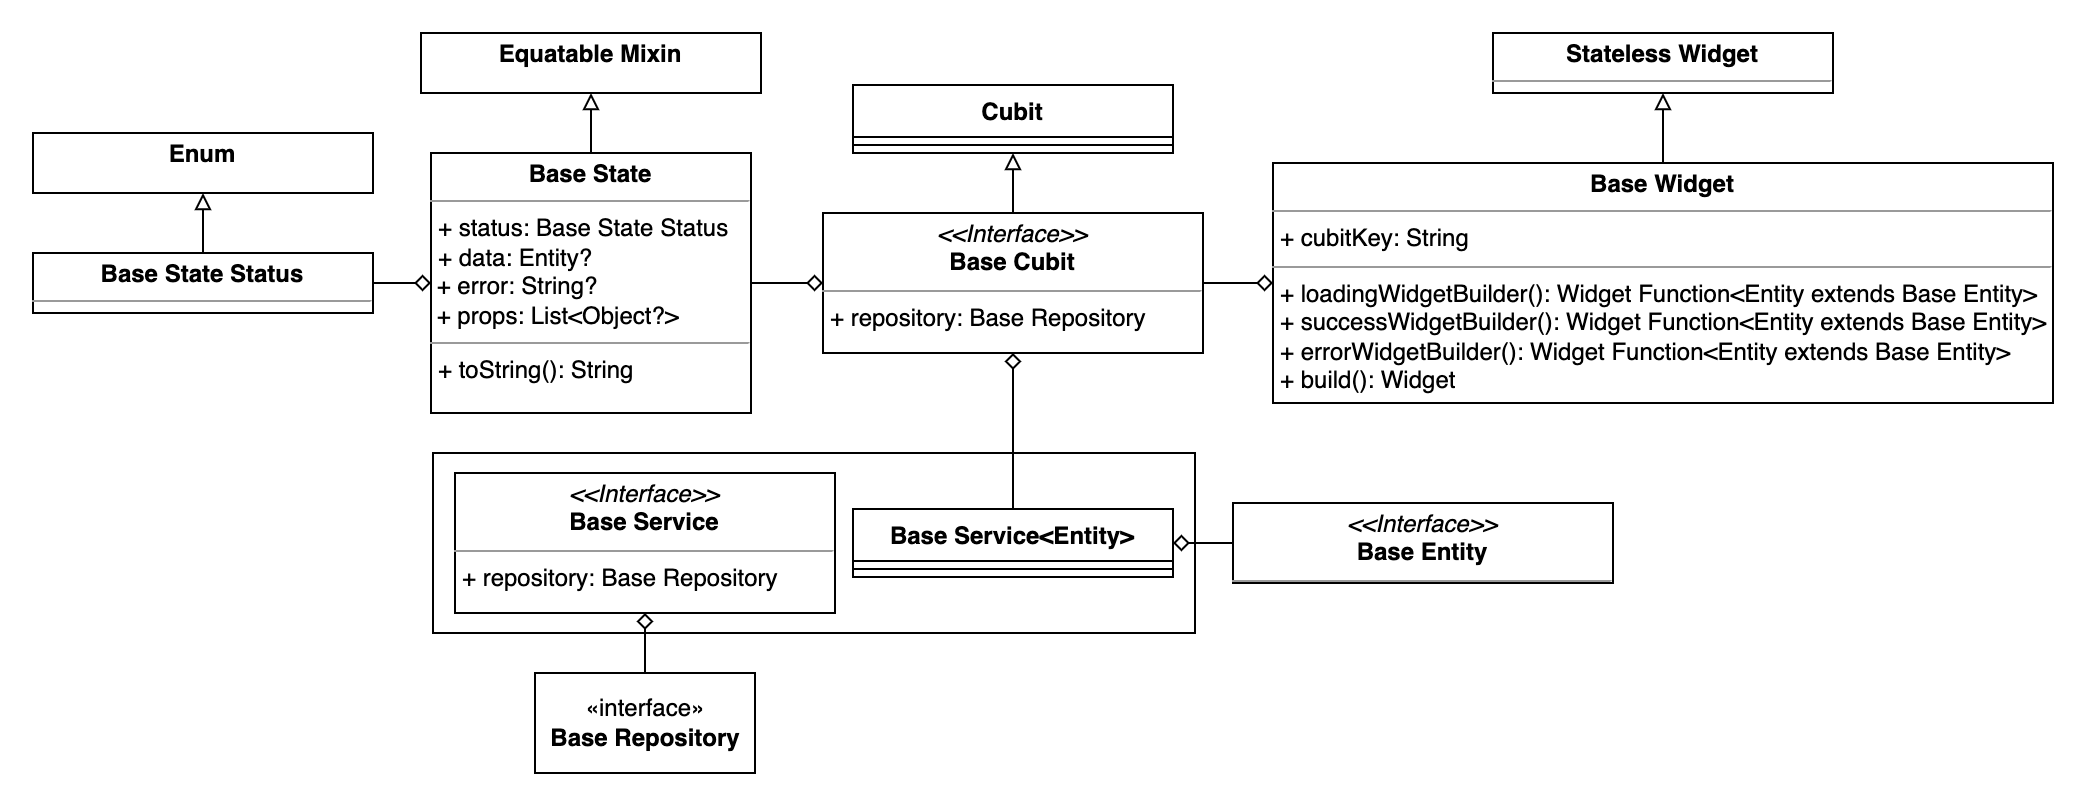 Equatable Mixin
Stateless Widget
Cubit
Enum
Base State
+ status: Base State Status
+ data: Entity?
+ error: String?
+ props: List<Object?>
+ toString(): String
Base State Status
<<Interface>>
Base Cubit
+ repository: Base Repository
Base Widget
+ cubitKey: String
+ loadingWidgetBuilder(): Widget Function<Entity extends Base Entity>
+ successWidgetBuilder(): Widget Function<Entity extends Base Entity>
+ errorWidgetBuilder(): Widget Function<Entity extends Base Entity>
+ build(): Widget
<<Interface>>
Base Service
+ repository: Base Repository
Base Service<Entity>
<<Interface>>
Base Entity
«interface»
Base Repository